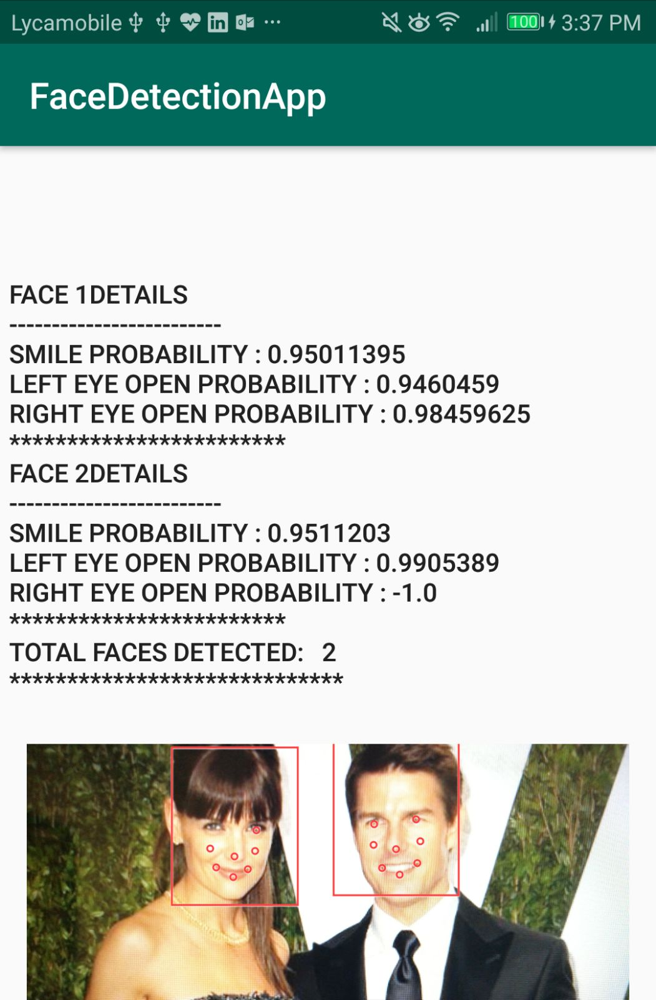 Lycamobile 100 3:37 PM
FaceDetectionApp
FACE 1DETAILS
-------------------------
SMILE PROBABILITY : 0.95011395
LEFT EYE OPEN PROBABILITY : 0.9460459
RIGHT EYE OPEN PROBABILITY : 0.98459625
************************
FACE 2DETAILS
-------------------------
SMILE PROBABILITY : 0.9511203
LEFT EYE OPEN PROBABILITY : 0.9905389
RIGHT EYE OPEN PROBABILITY : -1.0
************************
TOTAL FACES DETECTED:   2
*****************************